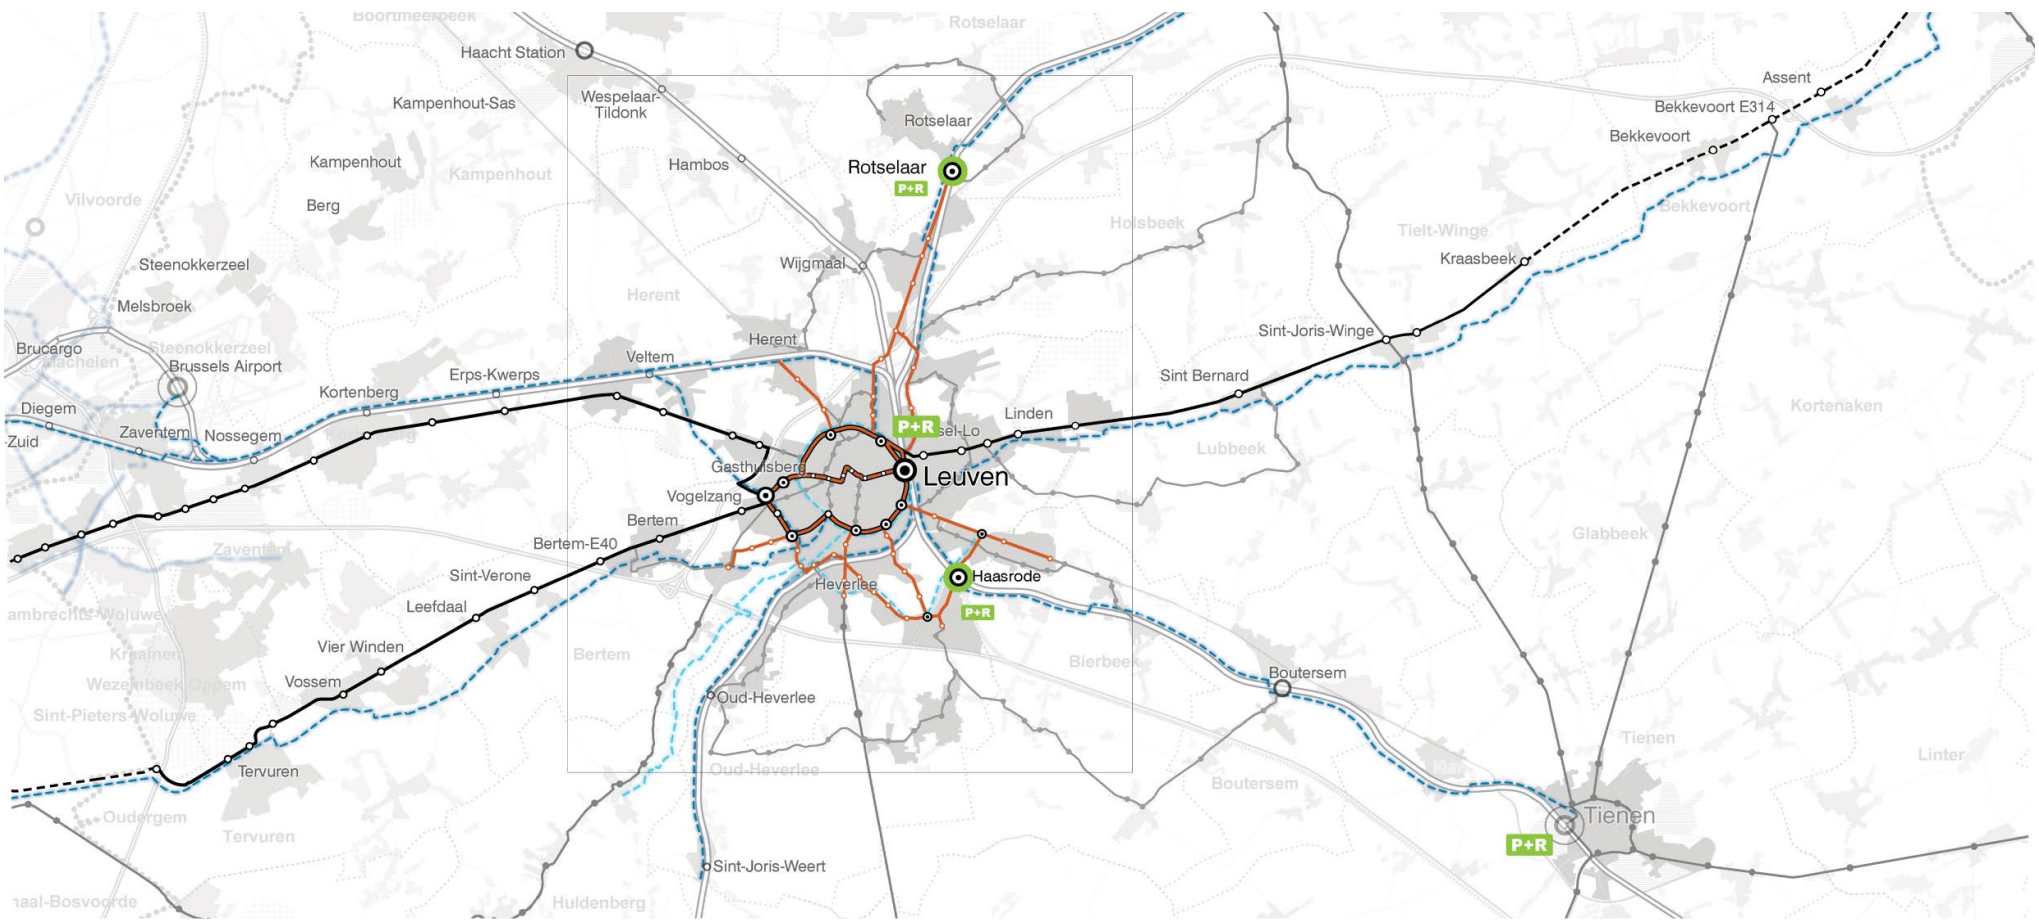 Boortmeerbeek
Rotselaar
Haacht Station
Assent
Kampenhout-Sas
Wespelaar-
Tildonk
Bekkevoort E314
Rotselaar
Bekkevoort
Kampenhout
Hambos
Rotselaar
P+R
Kampenhout
Vilvoorde
Berg
Bekkevoort
Holsbeek
Tielt-Winge
Kraasbeek
Steenokkerzeel
Wijgmaal
Herent
Melsbroek
Sint-Joris-Winge
Herent
Brucargo
Steenokkerzeel
Veltem
Brussels Airport
Erps-Kwerps
Sint Bernard
Kortenberg
Diegem
Linden
Kortenaken
P+R
Zaventem
Nossegem
Zuid
Lubbeek
Gasthuisberg
Leuven
Vogelzang
Bertem
Glabbeek
Bertem-E40
Zaventem
Sint-Verone
Haasrode
Heverlee
Leefdaal
P+R
Vier Winden
Kraainem
Bertem
Bierbeek
Boutersem
Vossem
Wezembeek-Oppem
Oud-Heverlee
Sint-Pieters-Woluwe
Tienen
Linter
Tervuren
Oud-Heverlee
Boutersem
Oudergem
Tienen
Tervuren
P+R
Sint-Joris-Weert
Huldenberg